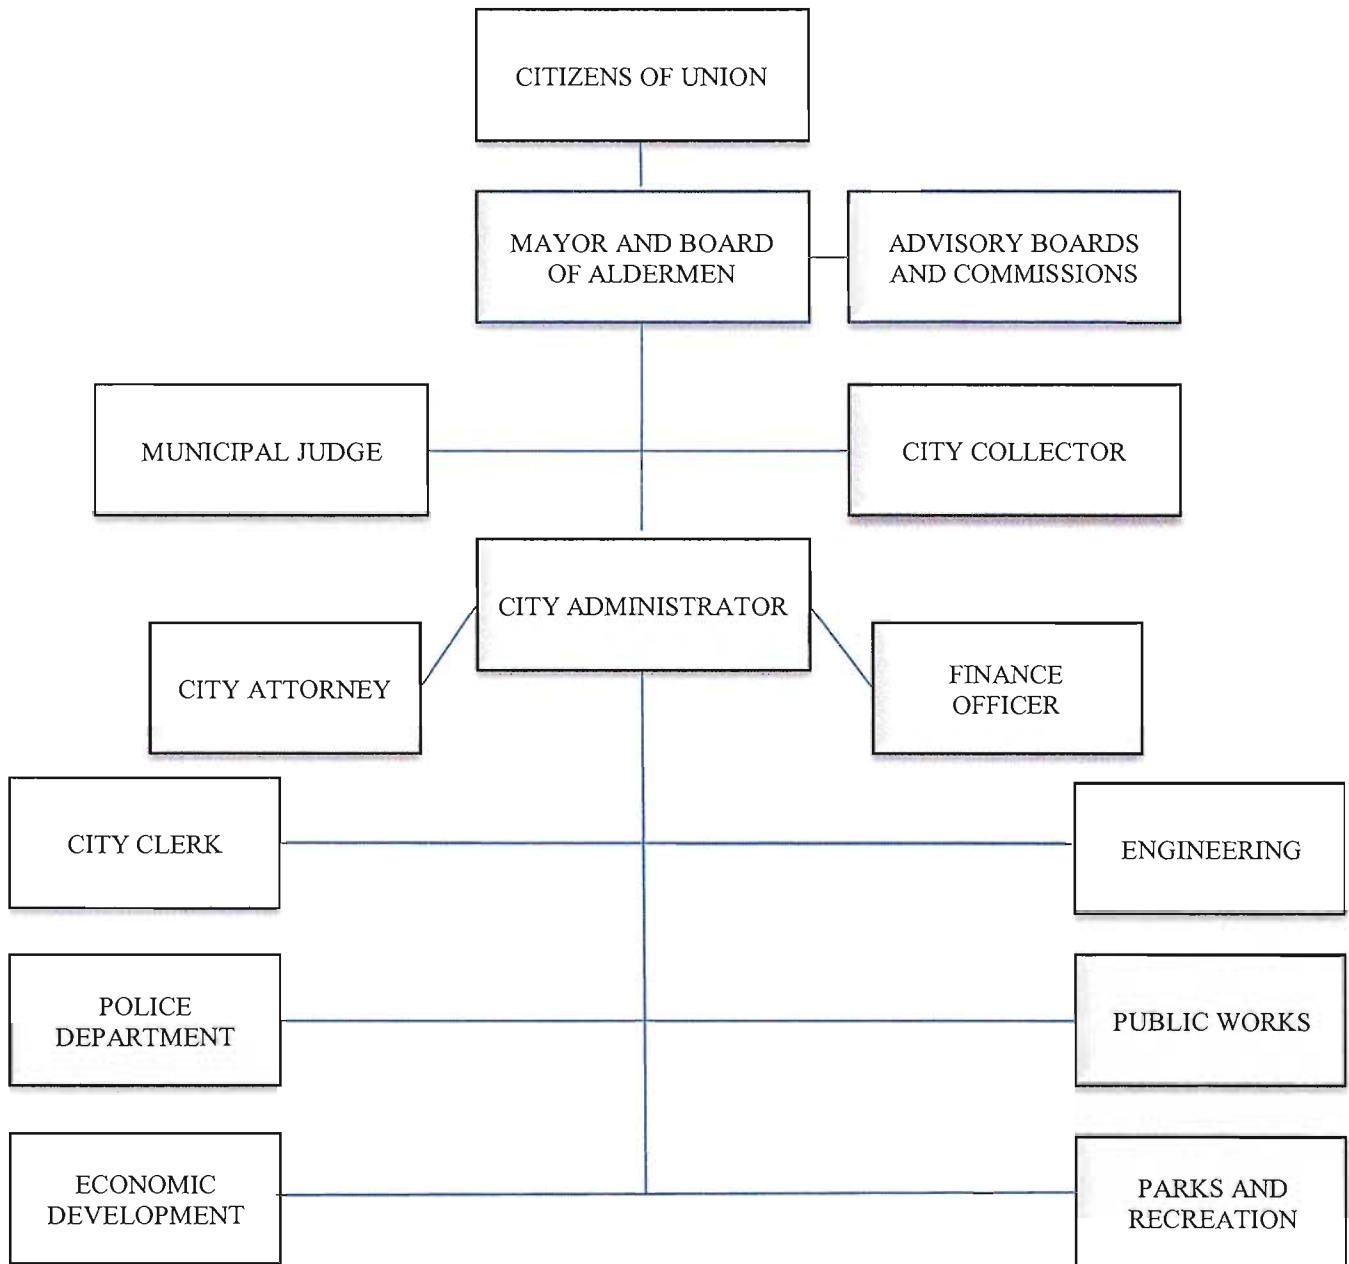 CITIZENS OF UNION
MAYOR AND BOARD
OF ALDERMEN
ADVISORY BOARDS
AND COMMISSIONS
MUNICIPAL JUDGE
CITY COLLECTOR
CITY ADMINISTRATOR
CITY ATTORNEY
FINANCE
OFFICER
CITY CLERK
ENGINEERING
POLICE
DEPARTMENT
PUBLIC WORKS
ECONOMIC
DEVELOPMENT
PARKS AND
RECREATION